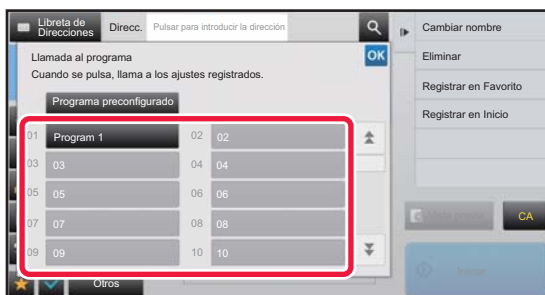 Libreta de Direcciones
Direcc.
Pulsar para introducir la dirección
Cambiar nombre
Llamada al programa
OK
Eliminar
Cuando se pulsa, llama a los ajustes registrados.
Registrar en Favorito
Programa preconfigurado
Registrar en Inicio
01 Program 1 02 02
03 03 04 04
05 05 06 06
07 07 08 08
CA
09 09 10 10
Otros